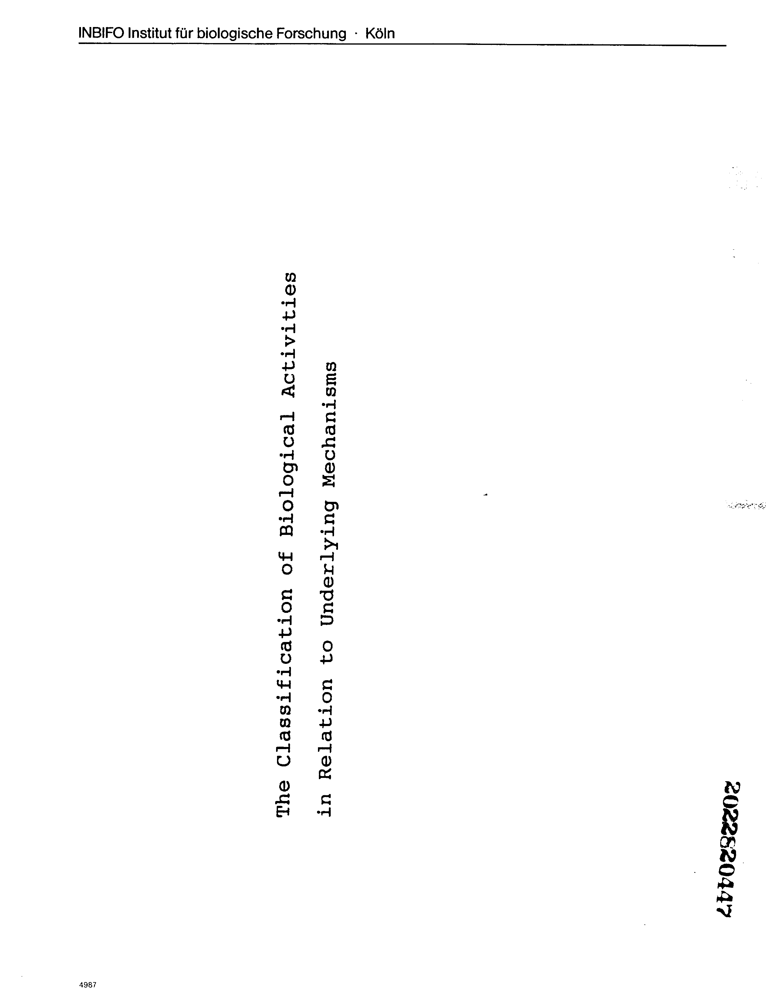 INBIFO Institut für biologische Forschung · Köln
The Classification of Biological Activities
in Relation to Underlying Mechanisms
2022820447
4987